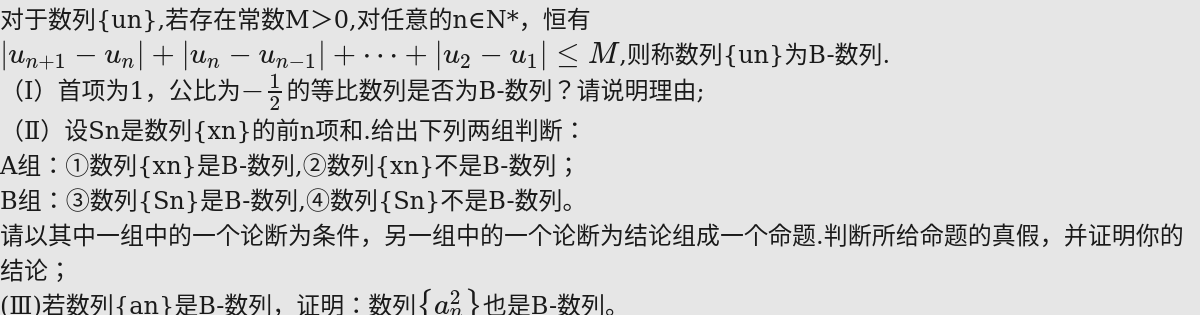 对于数列{un},若存在常数M＞0,对任意的n∈N*，恒有
|u_{n+1} − u_n| + |u_n − u_{n−1}| + ··· + |u_2 − u_1| ≤ M,则称数列{un}为B-数列.
（Ⅰ）首项为1，公比为−1/2的等比数列是否为B-数列？请说明理由;
（Ⅱ）设Sn是数列{xn}的前n项和.给出下列两组判断：
A组：①数列{xn}是B-数列,②数列{xn}不是B-数列；
B组：③数列{Sn}是B-数列,④数列{Sn}不是B-数列。
请以其中一组中的一个论断为条件，另一组中的一个论断为结论组成一个命题.判断所给命题的真假，并证明你的
结论；
(Ⅲ)若数列{an}是B-数列，证明：数列{a_n^2}也是B-数列。